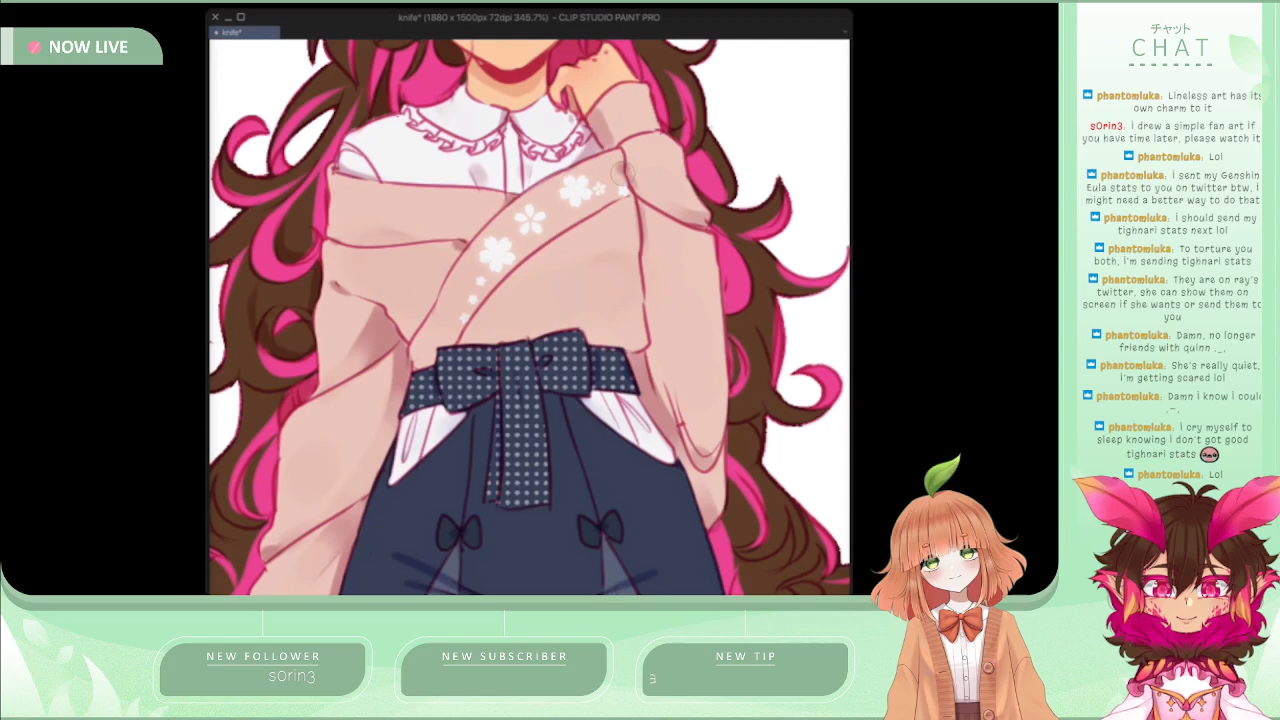 knife* (1880 x 1500px 72dpi 345.7%) - CLIP STUDIO PAINT PRO
knife*
NOW LIVE
チャット
CHAT
phantomluka: Lineless art has its
own charm to it
s0rin3: i drew a simple fan art if
you have time later, please watch it
phantomluka: Lol
phantomluka: I sent my Genshin
Eula stats to you on twitter btw, I
might need a better way to do that
phantomluka: I should send my
tighnari stats next lol
phantomluka: To torture you
both, I'm sending tighnari stats
phantomluka: They are on ray's
twitter, she can show them on
screen if she wants or send them to
you
phantomluka: Damn, no longer
friends with quinn ._.
phantomluka: She's really quiet,
I'm getting scared lol
phantomluka: Damn I know I could
._.
phantomluka: I cry myself to
sleep knowing I don't got good
tighnari stats
phantomluka: Lol
NEW FOLLOWER
s0rin3
NEW SUBSCRIBER
NEW TIP
3